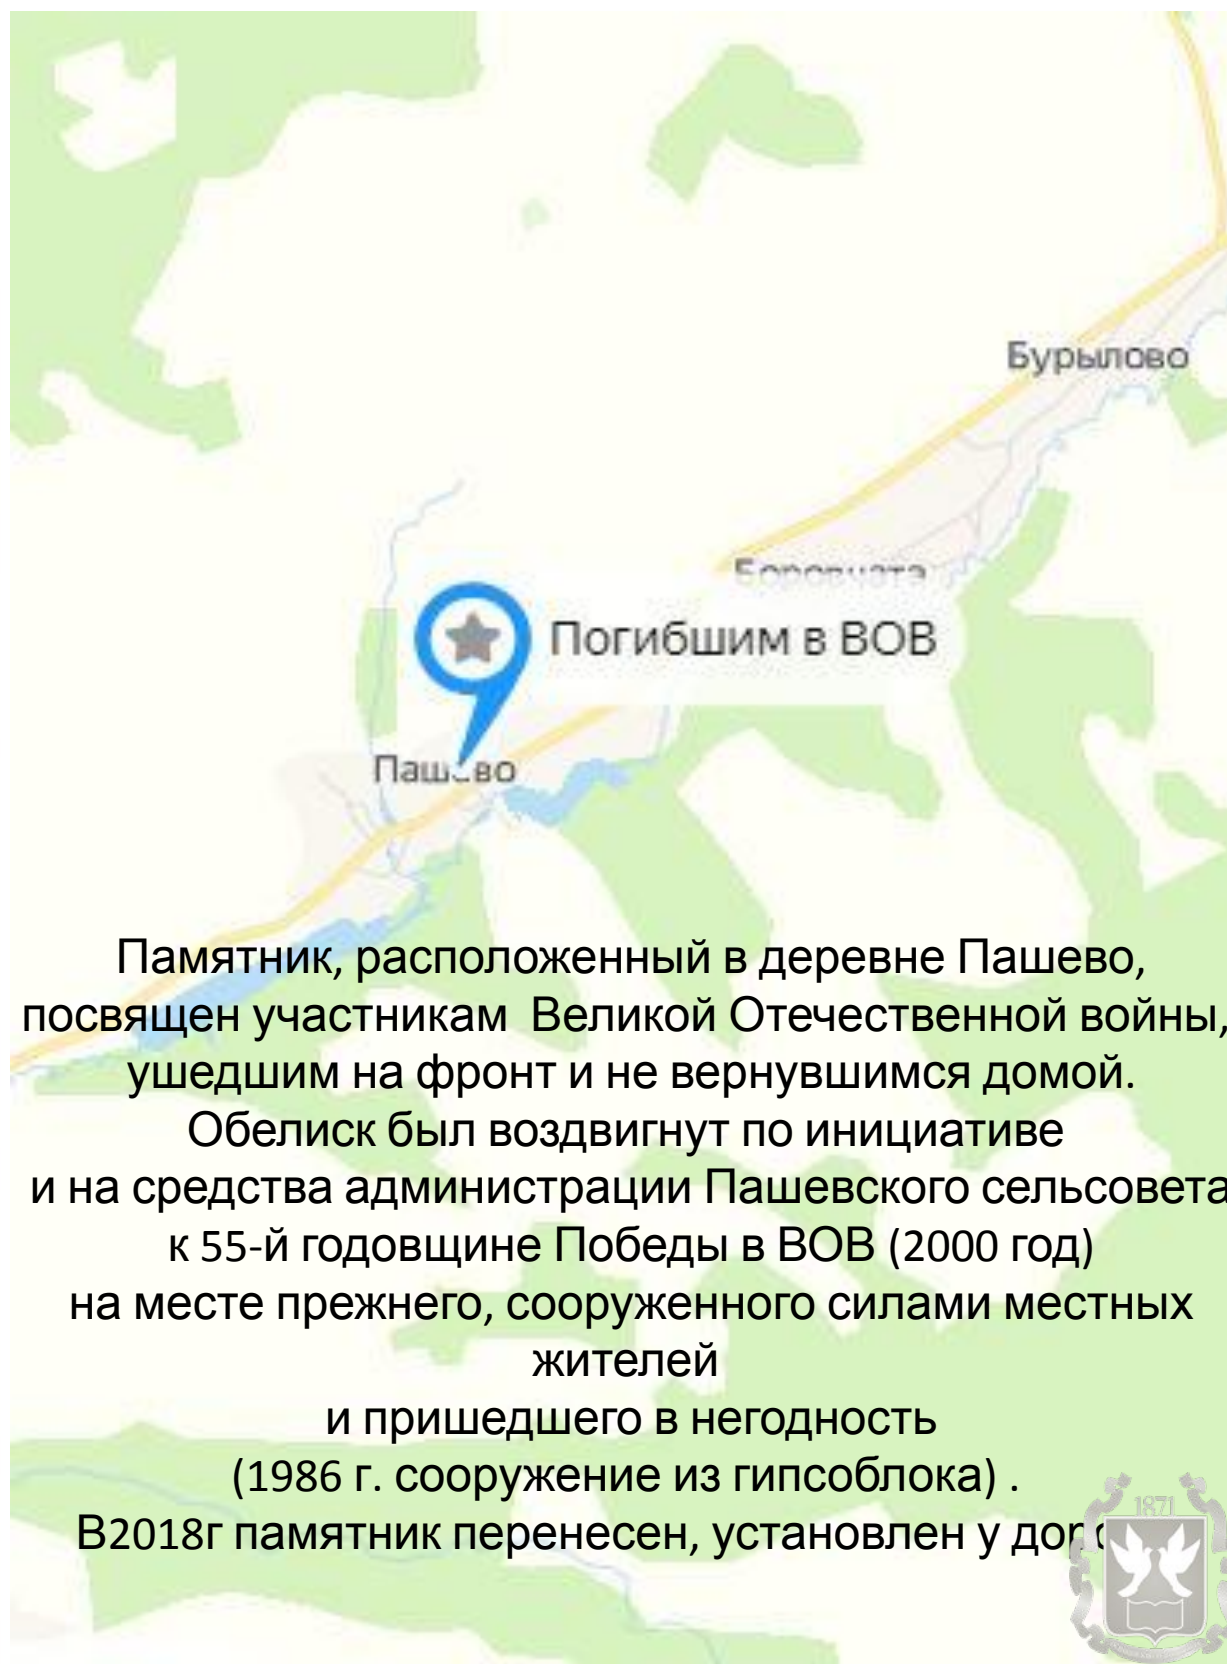 Бурылово
Погибшим в ВОВ
Памятник, расположенный в деревне Пашево,
посвящен участникам Великой Отечественной войны,
ушедшим на фронт и не вернувшимся домой.
Обелиск был воздвигнут по инициативе
и на средства администрации Пашевского сельсовета
к 55-й годовщине Победы в ВОВ (2000 год)
на месте прежнего, сооруженного силами местных
жителей
и пришедшего в негодность
(1986 г. сооружение из гипсоблока) .
В2018г памятник перенесен, установлен у
1871